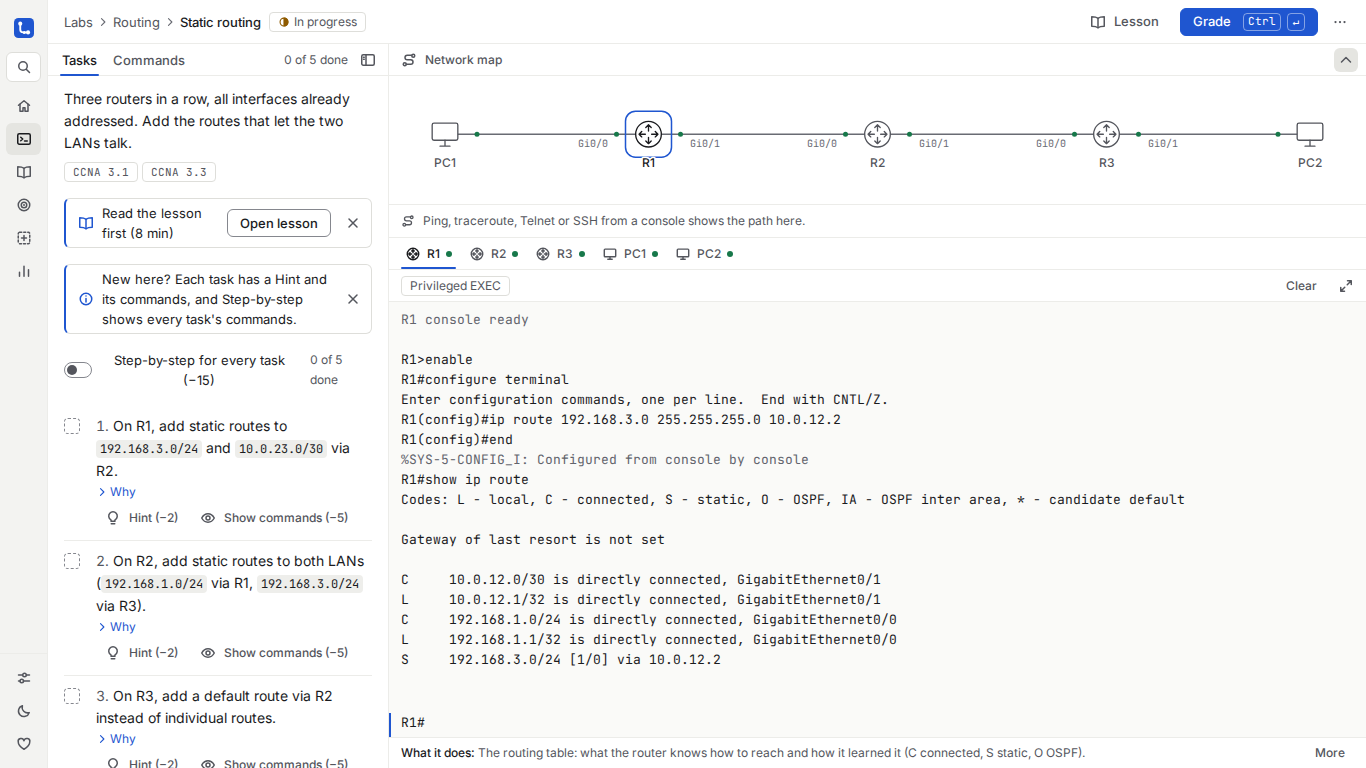 Labs > Routing > Static routing In progress
Lesson
Grade Ctrl ↵
Tasks Commands 0 of 5 done
Three routers in a row, all interfaces already
addressed. Add the routes that let the two
LANs talk.
CCNA 3.1 CCNA 3.3
Read the lesson
first (8 min)
Open lesson
New here? Each task has a Hint and
its commands, and Step-by-step
shows every task's commands.
Step-by-step for every task
(−15)
0 of 5
done
1. On R1, add static routes to
192.168.3.0/24 and 10.0.23.0/30 via
R2.
Why
Hint (−2) Show commands (−5)
2. On R2, add static routes to both LANs
( 192.168.1.0/24 via R1, 192.168.3.0/24
via R3).
Why
Hint (−2) Show commands (−5)
3. On R3, add a default route via R2
instead of individual routes.
Why
Hint (−2) Show commands (−5)
Network map
Gi0/0 Gi0/1 Gi0/0 Gi0/1 Gi0/0 Gi0/1
PC1 R1 R2 R3 PC2
Ping, traceroute, Telnet or SSH from a console shows the path here.
R1 R2 R3 PC1 PC2
Privileged EXEC Clear
R1 console ready
R1>enable
R1#configure terminal
Enter configuration commands, one per line.  End with CNTL/Z.
R1(config)#ip route 192.168.3.0 255.255.255.0 10.0.12.2
R1(config)#end
%SYS-5-CONFIG_I: Configured from console by console
R1#show ip route
Codes: L - local, C - connected, S - static, O - OSPF, IA - OSPF inter area, * - candidate default
Gateway of last resort is not set
C     10.0.12.0/30 is directly connected, GigabitEthernet0/1
L     10.0.12.1/32 is directly connected, GigabitEthernet0/1
C     192.168.1.0/24 is directly connected, GigabitEthernet0/0
L     192.168.1.1/32 is directly connected, GigabitEthernet0/0
S     192.168.3.0/24 [1/0] via 10.0.12.2
R1#
What it does: The routing table: what the router knows how to reach and how it learned it (C connected, S static, O OSPF).
More